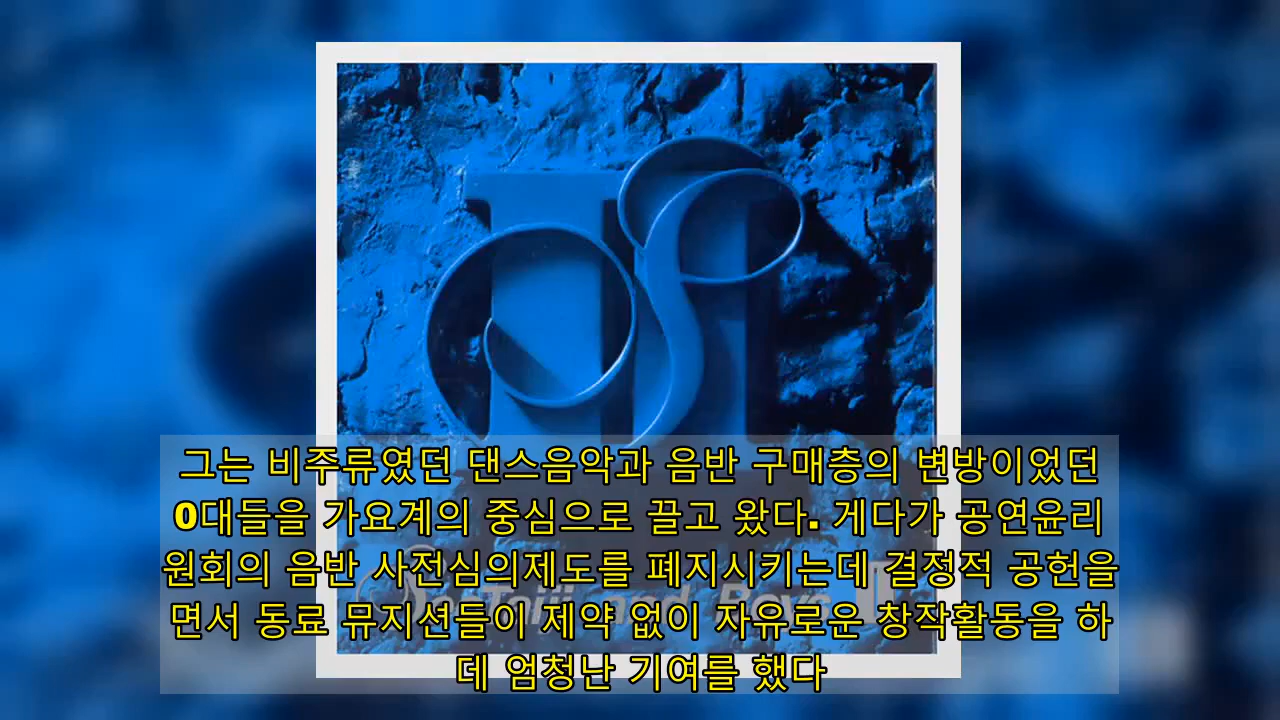 그는 비주류였던 댄스음악과 음반 구매층의 변방이었던
0대들을 가요계의 중심으로 끌고 왔다. 게다가 공연윤리
원회의 음반 사전심의제도를 폐지시키는데 결정적 공헌을
면서 동료 뮤지션들이 제약 없이 자유로운 창작활동을 하
데 엄청난 기여를 했다
and Boys II